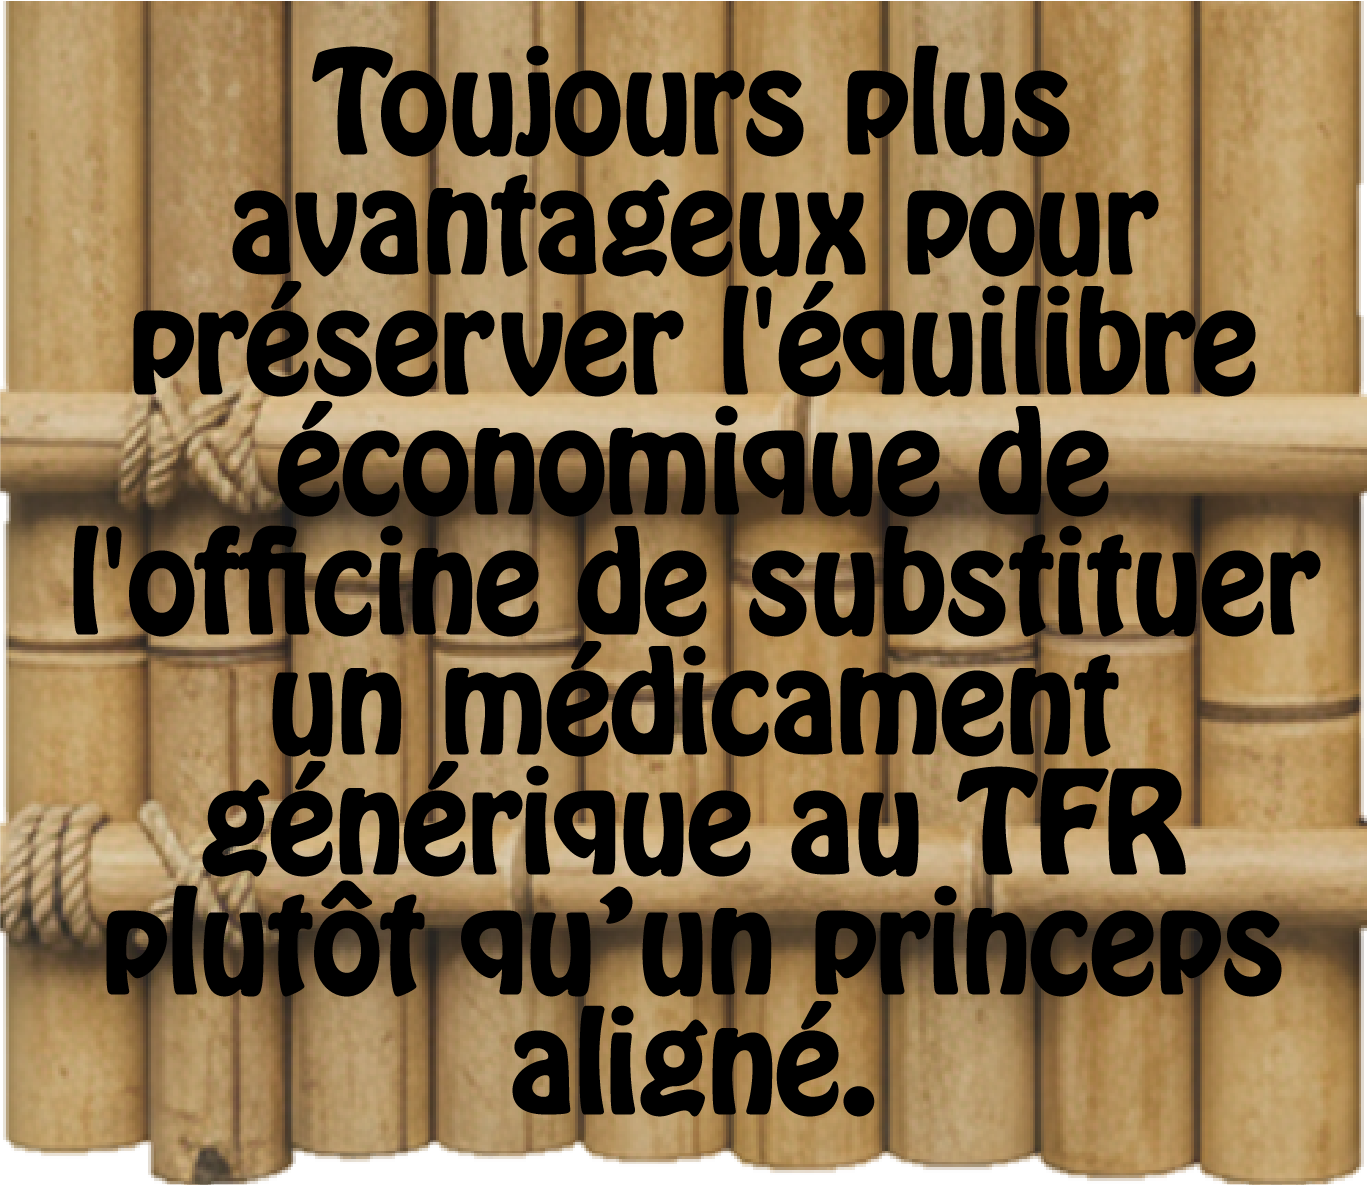 Toujours plus
avantageux pour
préserver l'équilibre
économique de
l'officine de substituer
un médicament
générique au TFR
plutôt qu’un princeps
aligné.